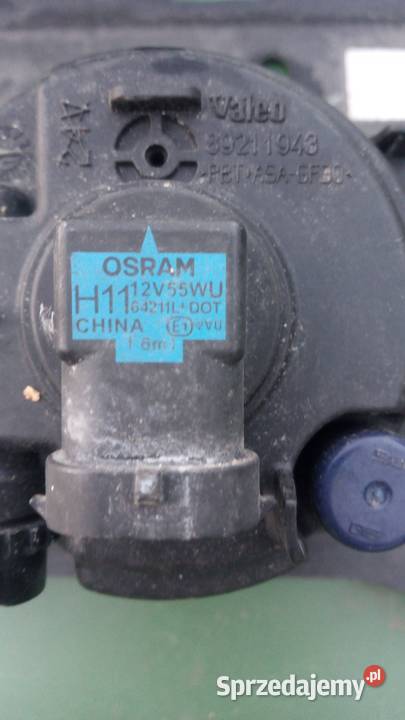 Valeo
89211943
OSRAM
H11 12V55WU
64211L+ DOT
CHINA E1
Sprzedajemy.pl